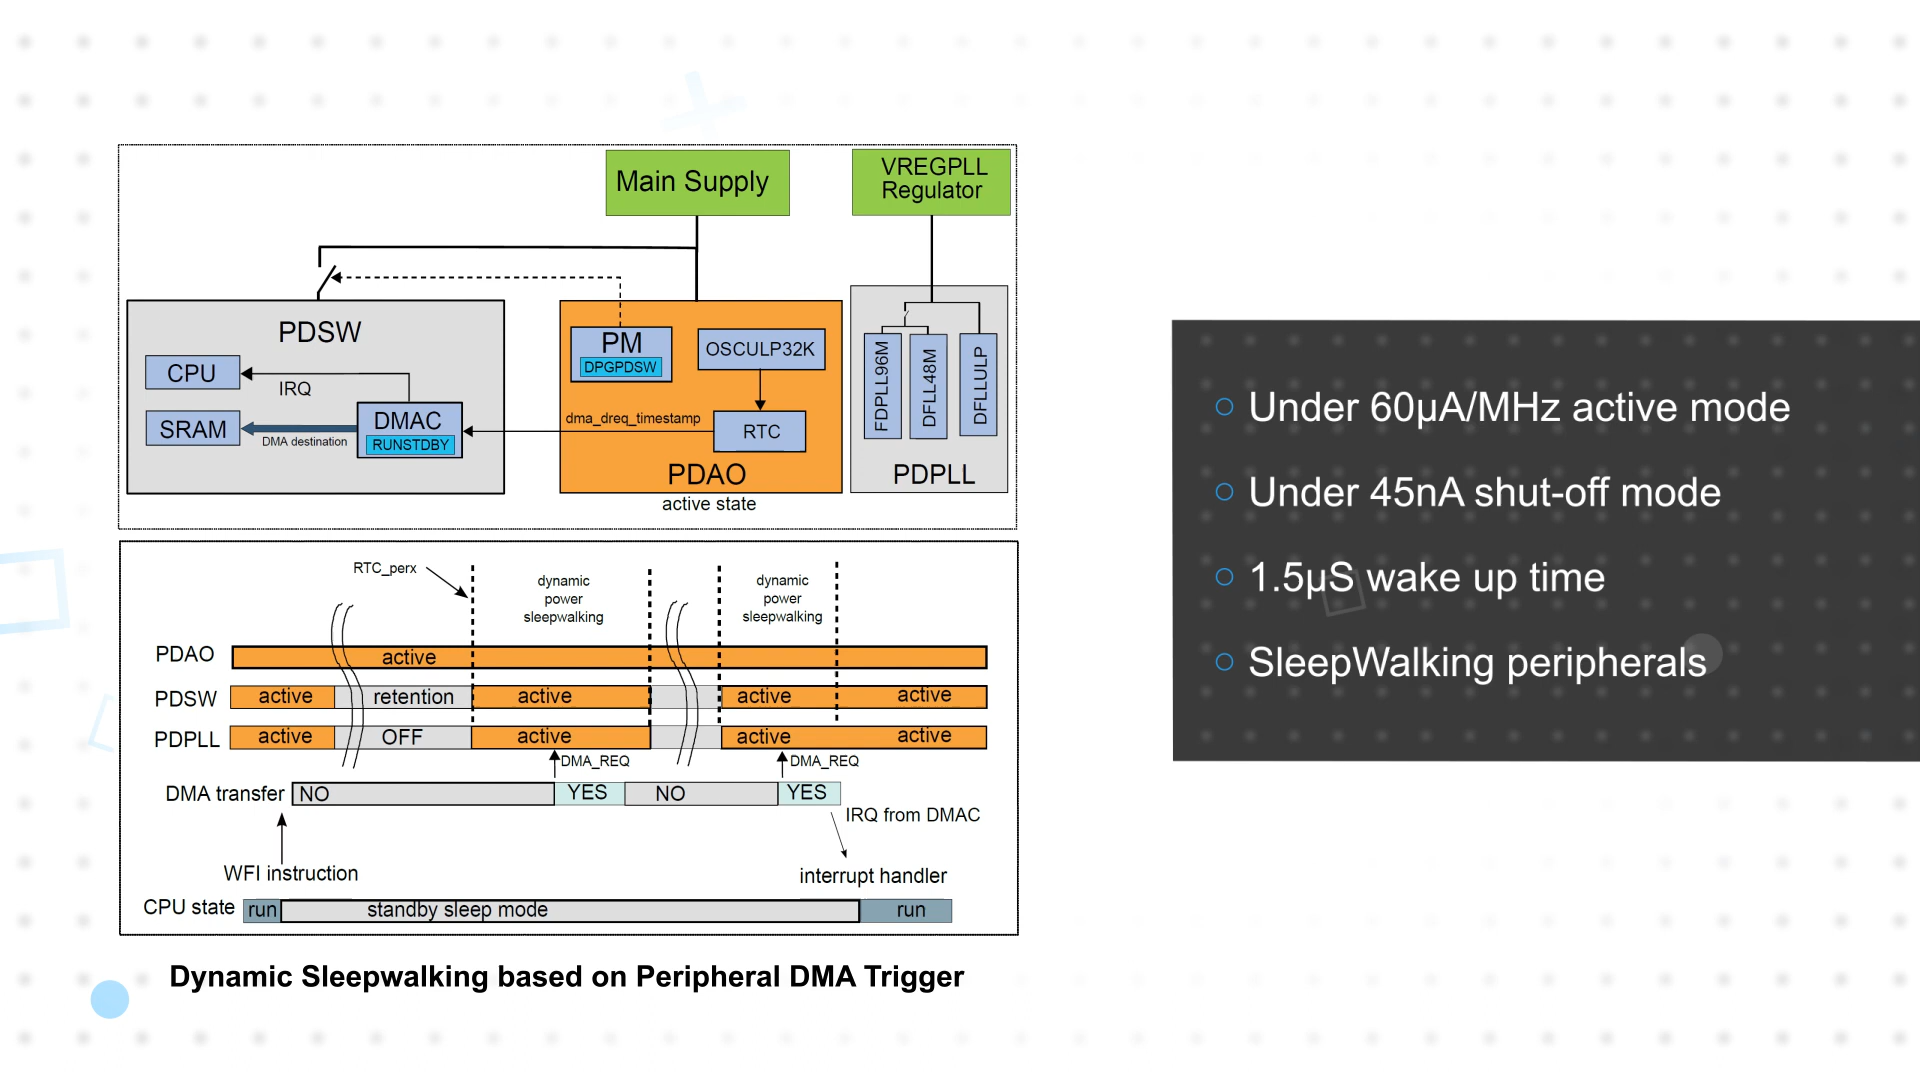 Main Supply
VREGPLL
Regulator
PDSW
CPU
IRQ
SRAM
DMA destination
DMAC
RUNSTDBY
PM
DPGPDSW
OSCULP32K
dma_dreq_timestamp
RTC
PDAO
active state
FDPLL96M
DFLL48M
DFLLULP
PDPLL
RTC_perx
dynamic
power
sleepwalking
dynamic
power
sleepwalking
PDAO active
PDSW active retention active active active
PDPLL active OFF active active active
DMA_REQ DMA_REQ
DMA transfer NO YES NO YES
IRQ from DMAC
WFI instruction interrupt handler
CPU state run standby sleep mode run
Dynamic Sleepwalking based on Peripheral DMA Trigger
Under 60µA/MHz active mode
Under 45nA shut-off mode
1.5µS wake up time
SleepWalking peripherals